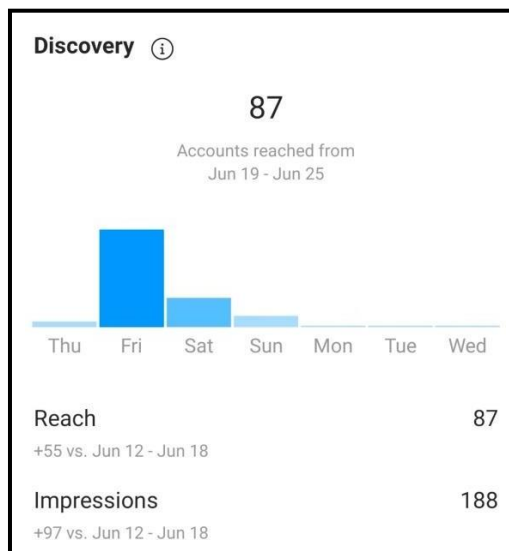 Discovery
87
Accounts reached from
Jun 19 - Jun 25
Thu Fri Sat Sun Mon Tue Wed
Reach 87
+55 vs. Jun 12 - Jun 18
Impressions 188
+97 vs. Jun 12 - Jun 18